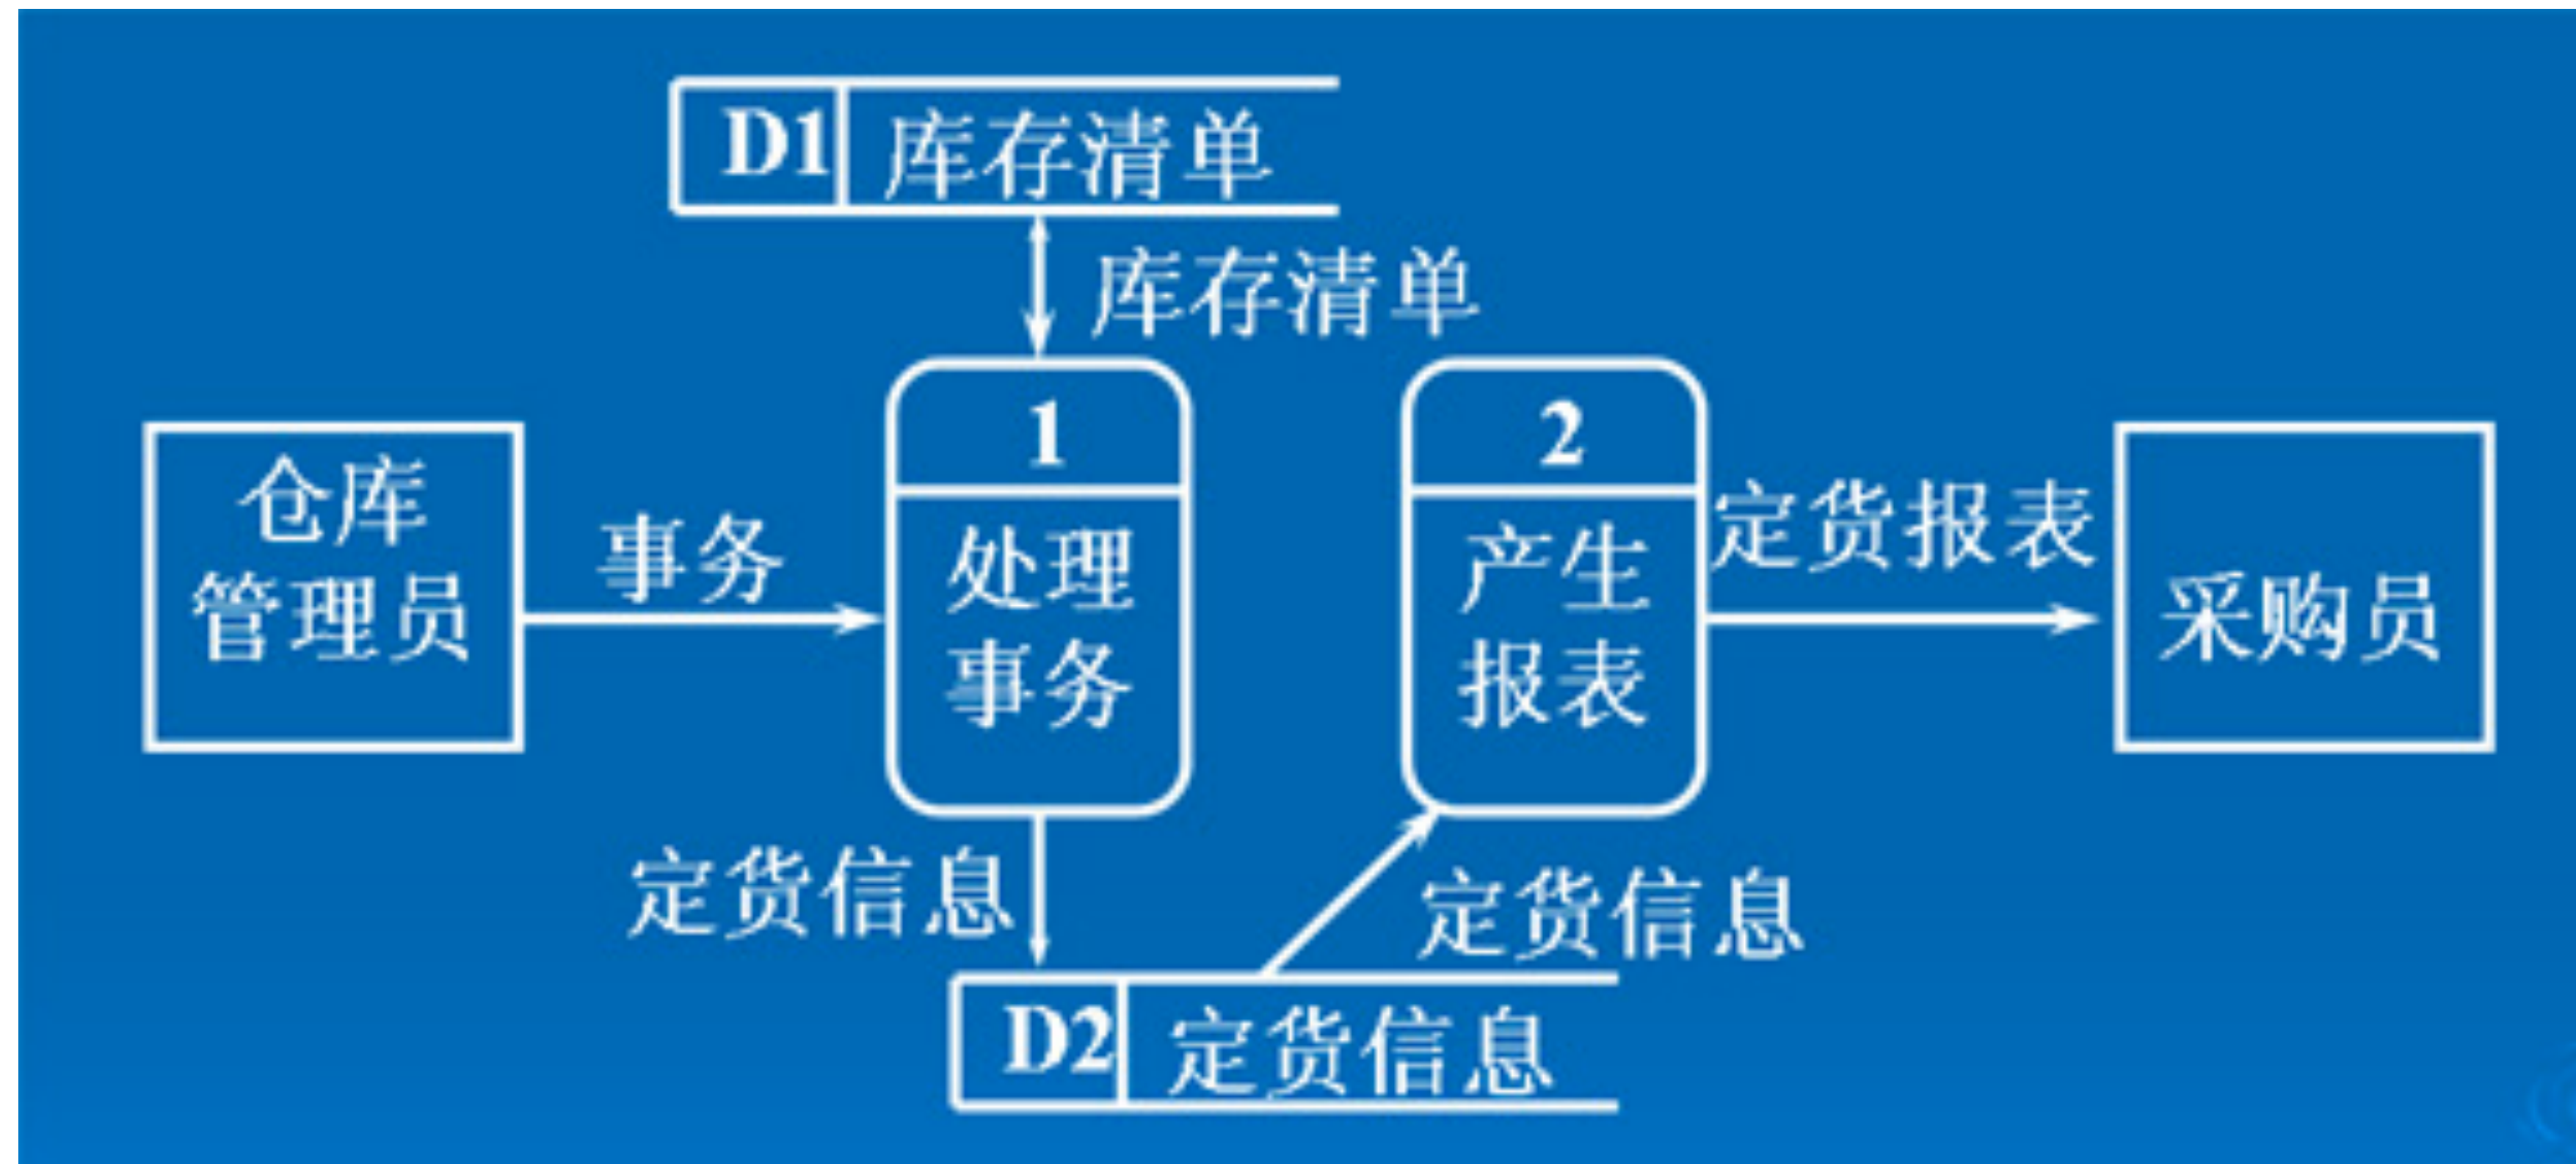 D1 库存清单
库存清单
仓库
管理员
事务
1
处理
事务
2
产生
报表
定货报表
采购员
定货信息
定货信息
D2 定货信息